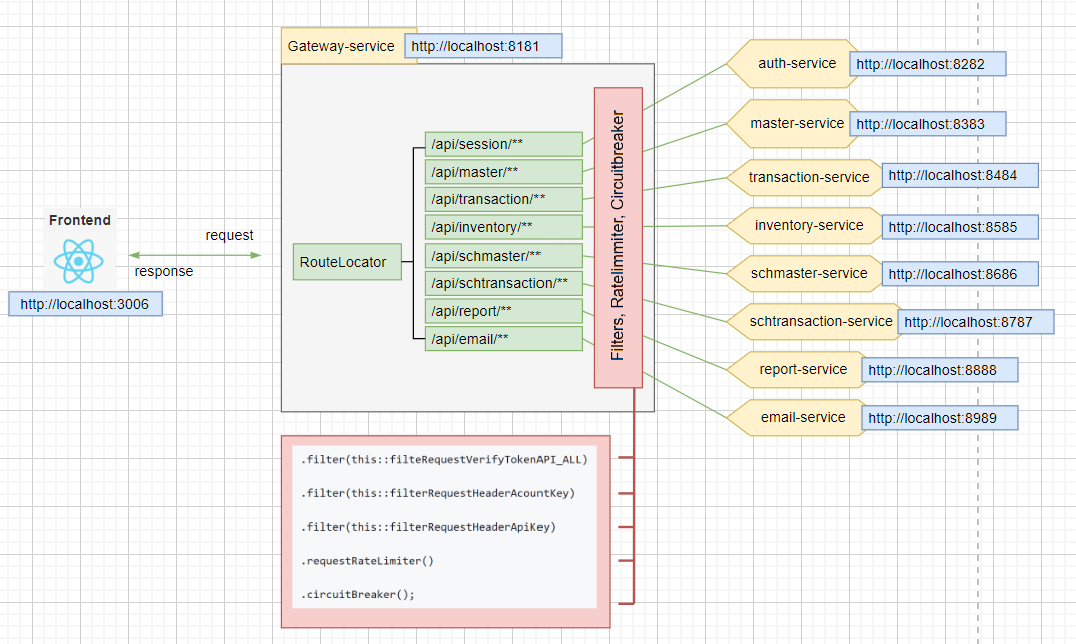 Gateway-service
http://localhost:8181
Frontend
http://localhost:3006
request
response
RouteLocator
/api/session/**
/api/master/**
/api/transaction/**
/api/inventory/**
/api/schmaster/**
/api/schtransaction/**
/api/report/**
/api/email/**
Filters, Ratelimmiter, Circuitbreaker
auth-service
http://localhost:8282
master-service
http://localhost:8383
transaction-service
http://localhost:8484
inventory-service
http://localhost:8585
schmaster-service
http://localhost:8686
schtransaction-service
http://localhost:8787
report-service
http://localhost:8888
email-service
http://localhost:8989
.filter(this::filteRequestVerifyTokenAPI_ALL)
.filter(this::filterRequestHeaderAcountKey)
.filter(this::filterRequestHeaderApiKey)
.requestRateLimiter()
.circuitBreaker();